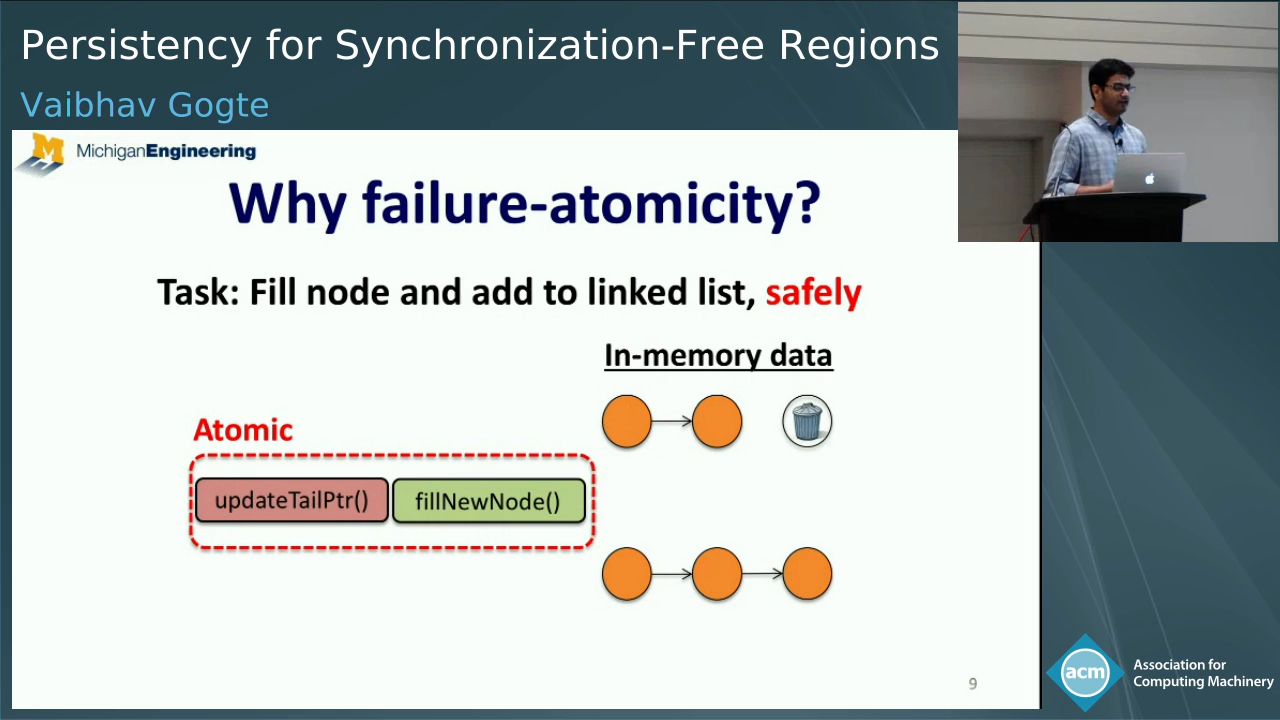 Persistency for Synchronization-Free Regions
Vaibhav Gogte
M MichiganEngineering
Why failure-atomicity?
Task: Fill node and add to linked list, safely
In-memory data
Atomic
updateTailPtr() fillNewNode()
9
acm Association for
Computing Machinery